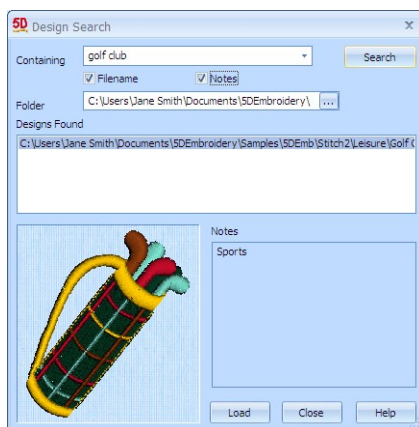 5D Design Search
Containing golf club Search
Filename Notes
Folder C:\Users\Jane Smith\Documents\5DEmbroidery\ ...
Designs Found
C:\Users\Jane Smith\Documents\5DEmbroidery\Samples\5DEmb\Stitch2\Leisure\Golf C
Notes
Sports
Load Close Help